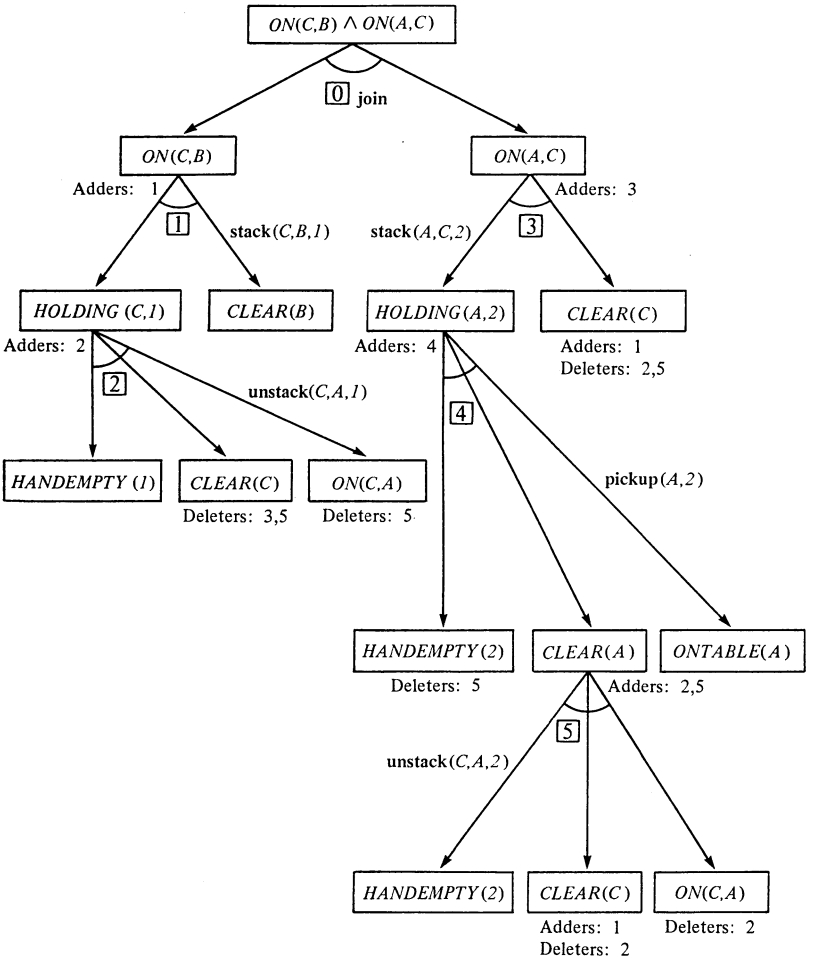 ON(C,B) ∧ ON(A,C)
0 join
ON(C,B)
Adders: 1
ON(A,C)
Adders: 3
1
stack(C,B,1)
stack(A,C,2)
3
HOLDING (C,1)
Adders: 2
CLEAR(B)
HOLDING(A,2)
Adders: 4
CLEAR(C)
Adders: 1
Deleters: 2,5
2
unstack(C,A,1)
4
pickup(A,2)
HANDEMPTY (1)
CLEAR(C)
Deleters: 3,5
ON(C,A)
Deleters: 5
HANDEMPTY(2)
Deleters: 5
CLEAR(A)
Adders: 2,5
ONTABLE(A)
5
unstack(C,A,2)
HANDEMPTY(2)
CLEAR(C)
Adders: 1
Deleters: 2
ON(C,A)
Deleters: 2